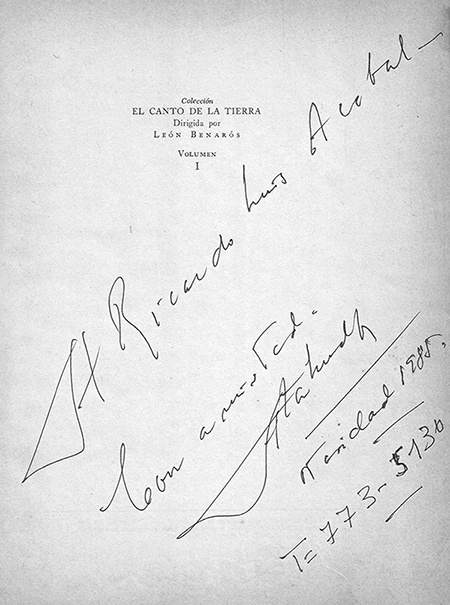 Colección
EL CANTO DE LA TIERRA
Dirigida por
LEÓN BENARÓS
VOLUMEN
I
A Ricardo Luis Acebal –
Con amistad.
Navidad 1985.
T= 773-5130